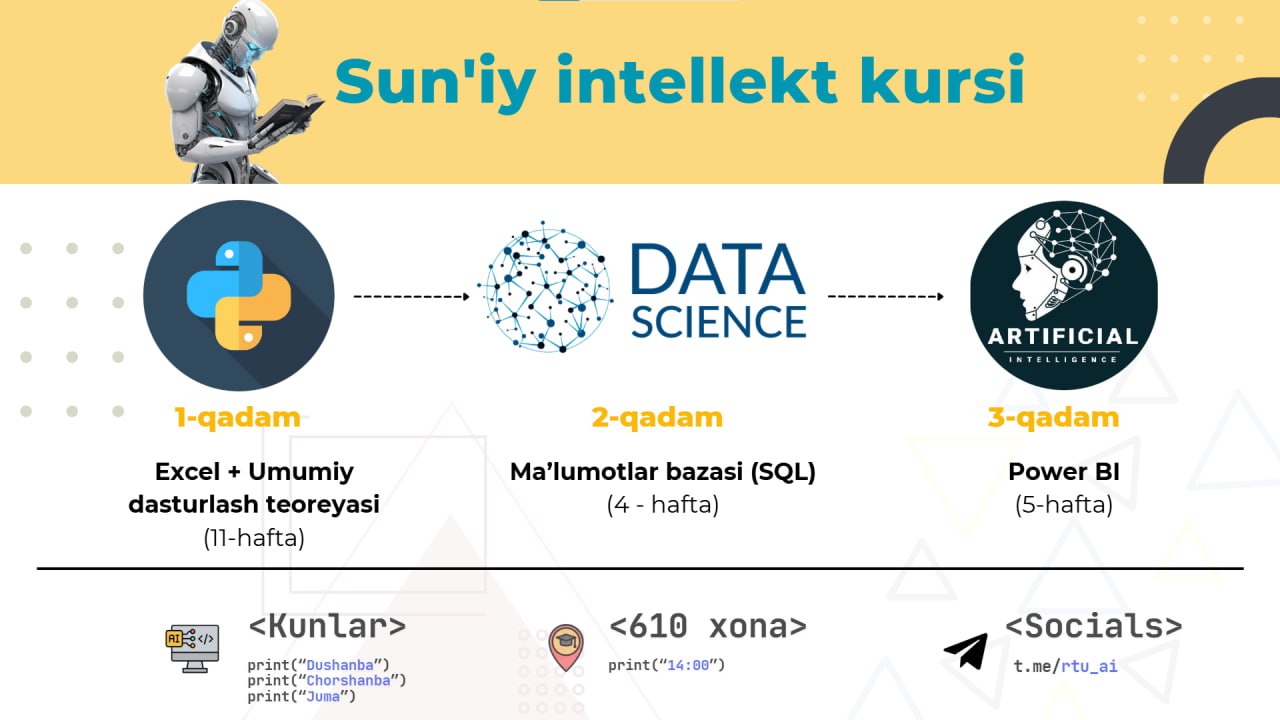 Sun'iy intellekt kursi
DATA
SCIENCE
ARTIFICIAL
INTELLIGENCE
1-qadam
Excel + Umumiy
dasturlash teoreyasi
(11-hafta)
2-qadam
Ma’lumotlar bazasi (SQL)
(4 - hafta)
3-qadam
Power BI
(5-hafta)
AI </>
<Kunlar>
print(“Dushanba”)
print(“Chorshanba”)
print(“Juma”)
<610 xona>
print(“14:00”)
<Socials>
t.me/rtu_ai